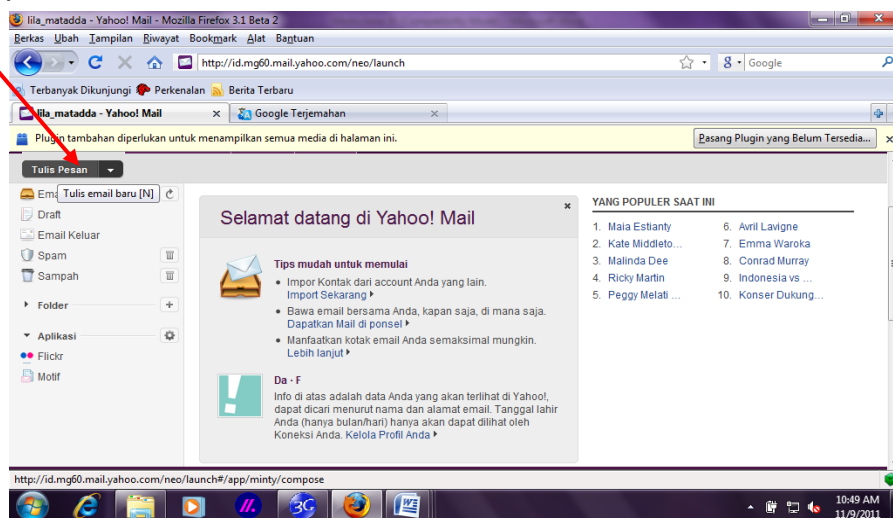 lila_matadda - Yahoo! Mail - Mozilla Firefox 3.1 Beta 2
Berkas Ubah Tampilan Riwayat Bookmark Alat Bantuan
http://id.mg60.mail.yahoo.com/neo/launch
Google
Terbanyak Dikunjungi Perkenalan Berita Terbaru
lila_matadda - Yahoo! Mail
Google Terjemahan
Plugin tambahan diperlukan untuk menampilkan semua media di halaman ini.
Pasang Plugin yang Belum Tersedia...
Tulis Pesan
Tulis email baru [N]
Draft
Email Keluar
Spam
Sampah
Folder
Aplikasi
Flickr
Motif
Selamat datang di Yahoo! Mail
Tips mudah untuk memulai
Impor Kontak dari account Anda yang lain.
Import Sekarang
Bawa email bersama Anda, kapan saja, di mana saja.
Dapatkan Mail di ponsel
Manfaatkan kotak email Anda semaksimal mungkin.
Lebih lanjut
Da - F
Info di atas adalah data Anda yang akan terlihat di Yahoo!,
dapat dicari menurut nama dan alamat email. Tanggal lahir
Anda (hanya bulan/hari) hanya akan dapat dilihat oleh
Koneksi Anda. Kelola Profil Anda
YANG POPULER SAAT INI
1. Maia Estianty
2. Kate Middleto...
3. Malinda Dee
4. Ricky Martin
5. Peggy Melati ...
6. Avril Lavigne
7. Emma Waroka
8. Conrad Murray
9. Indonesia vs ...
10. Konser Dukung...
http://id.mg60.mail.yahoo.com/neo/launch#/app/minty/compose
3G
10:49 AM
11/9/2011